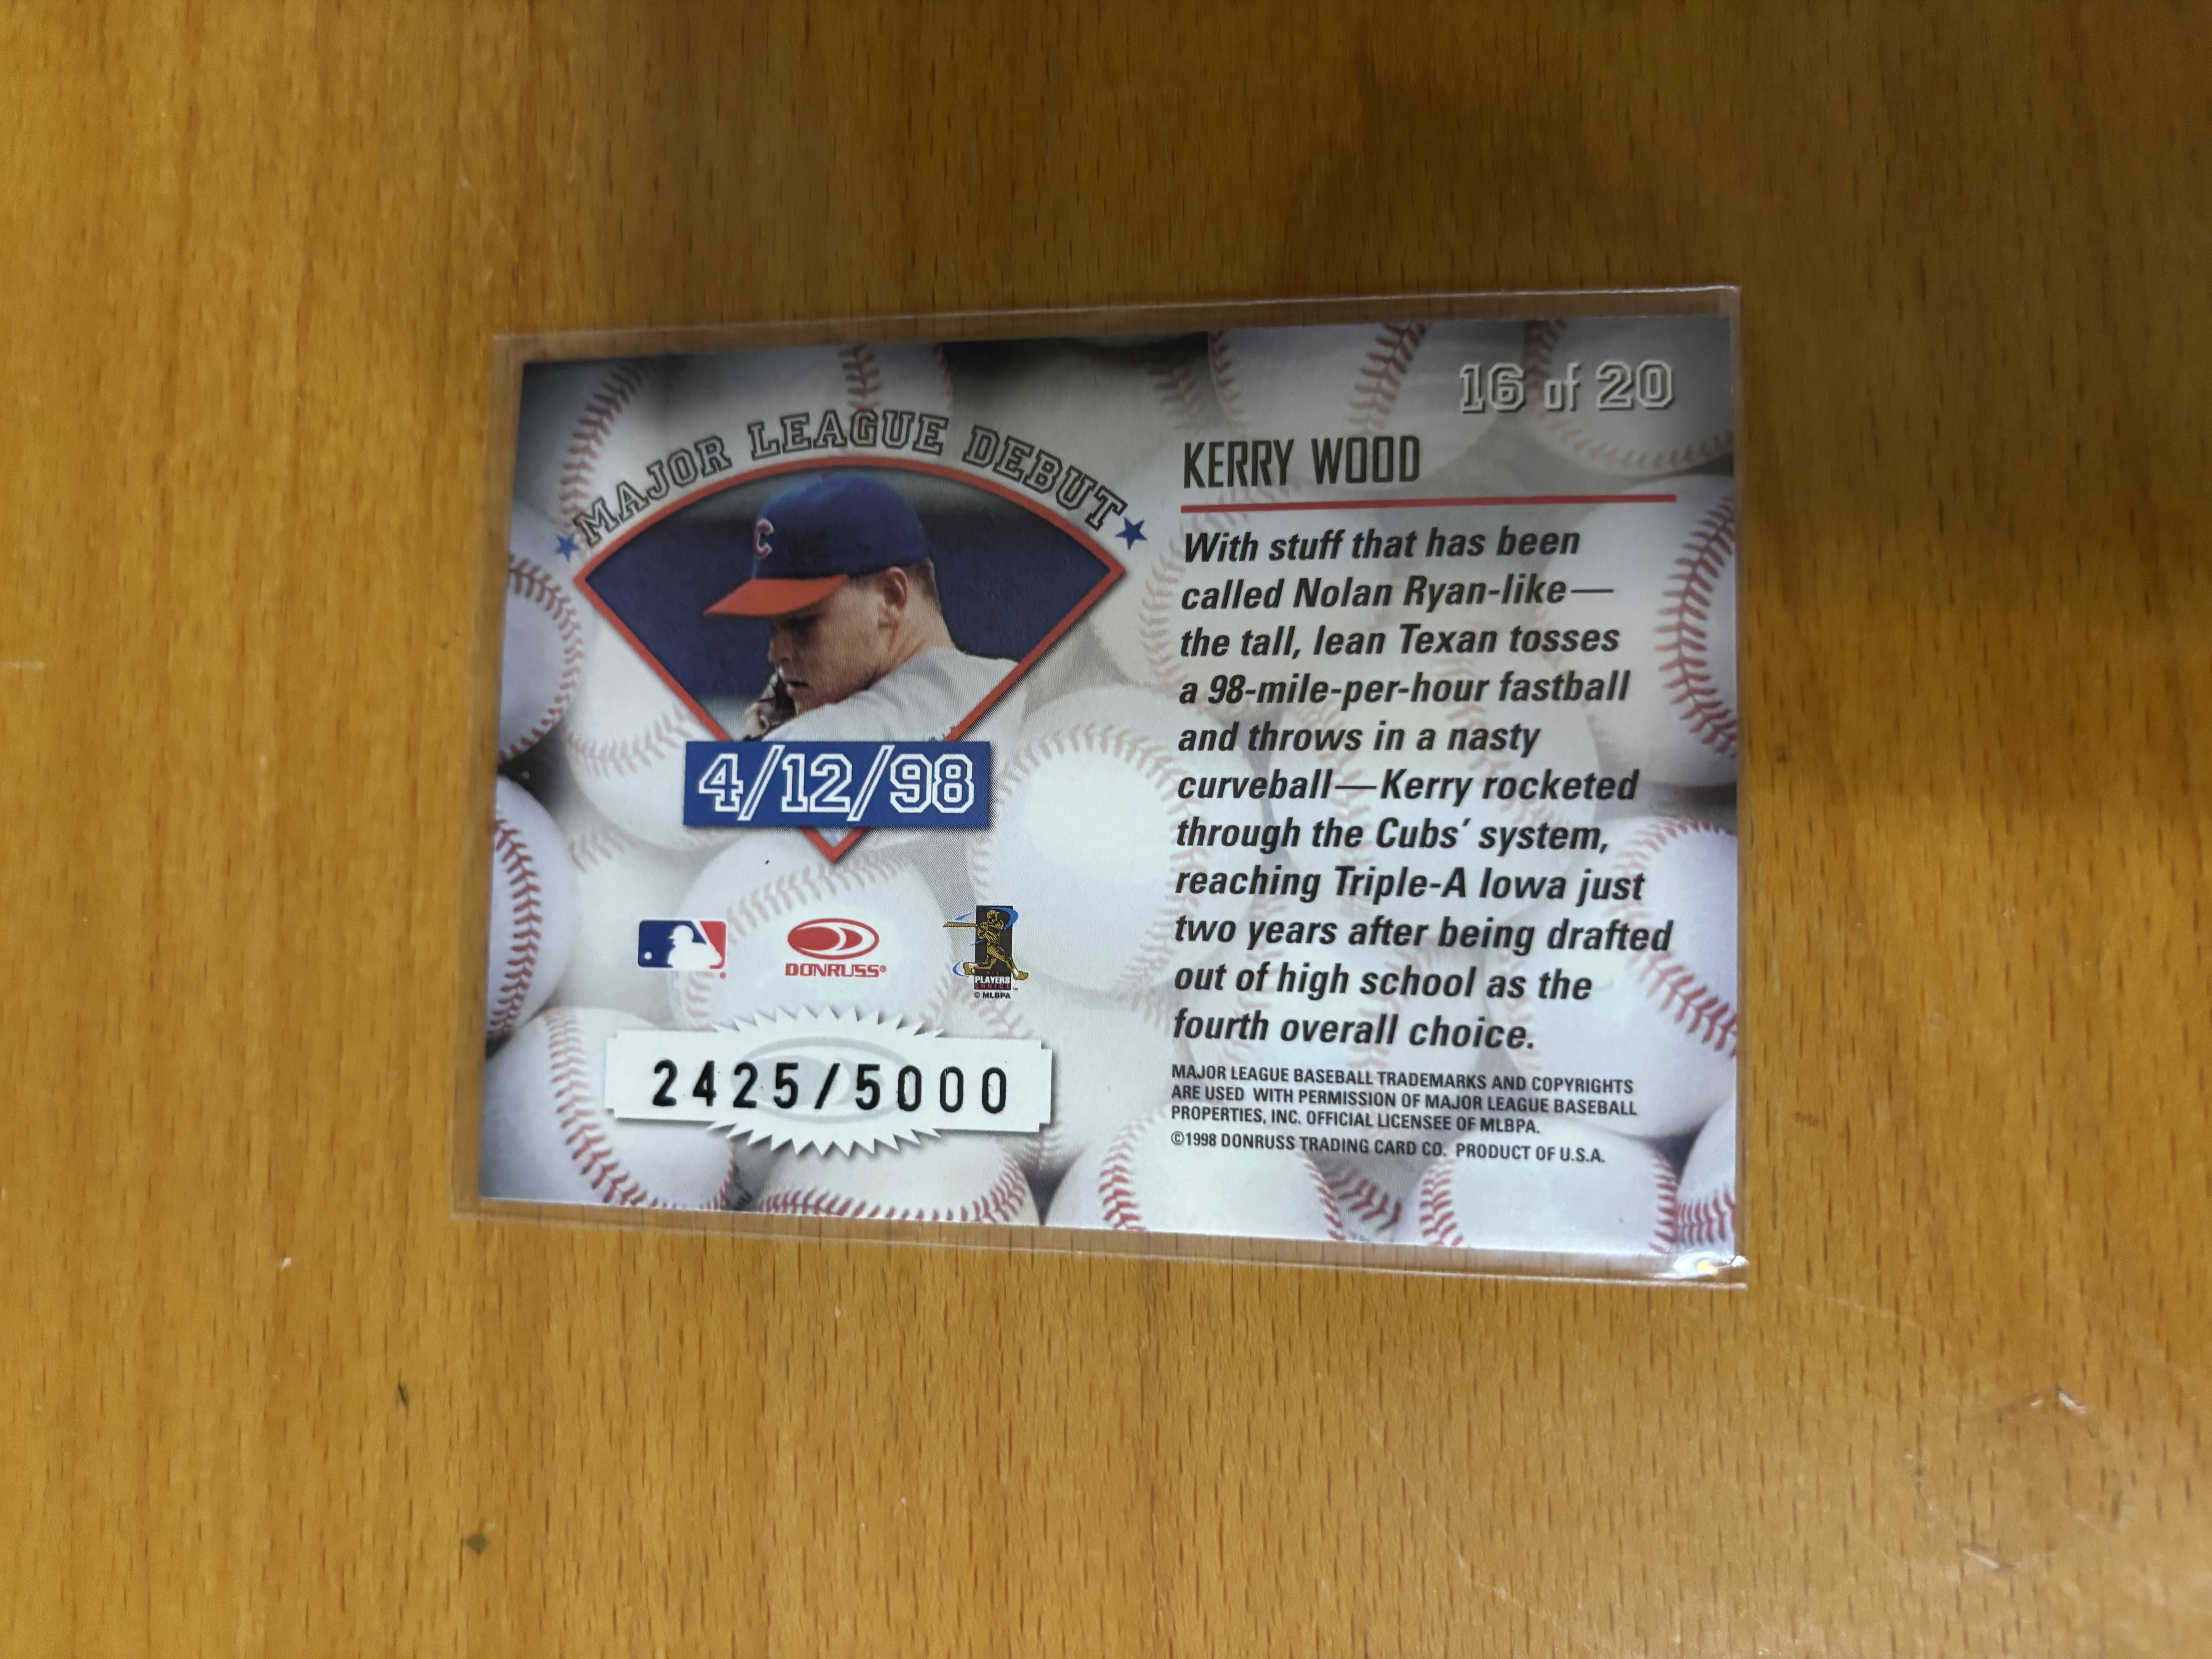 MAJOR LEAGUE DEBUT
C
4/12/98
DONRUSS®
PLAYERS
CHOICE
© MLBPA
2425/5000
16 of 20
KERRY WOOD
With stuff that has been
called Nolan Ryan-like—
the tall, lean Texan tosses
a 98-mile-per-hour fastball
and throws in a nasty
curveball—Kerry rocketed
through the Cubs' system,
reaching Triple-A Iowa just
two years after being drafted
out of high school as the
fourth overall choice.
MAJOR LEAGUE BASEBALL TRADEMARKS AND COPYRIGHTS
ARE USED WITH PERMISSION OF MAJOR LEAGUE BASEBALL
PROPERTIES, INC. OFFICIAL LICENSEE OF MLBPA.
©1998 DONRUSS TRADING CARD CO. PRODUCT OF U.S.A.